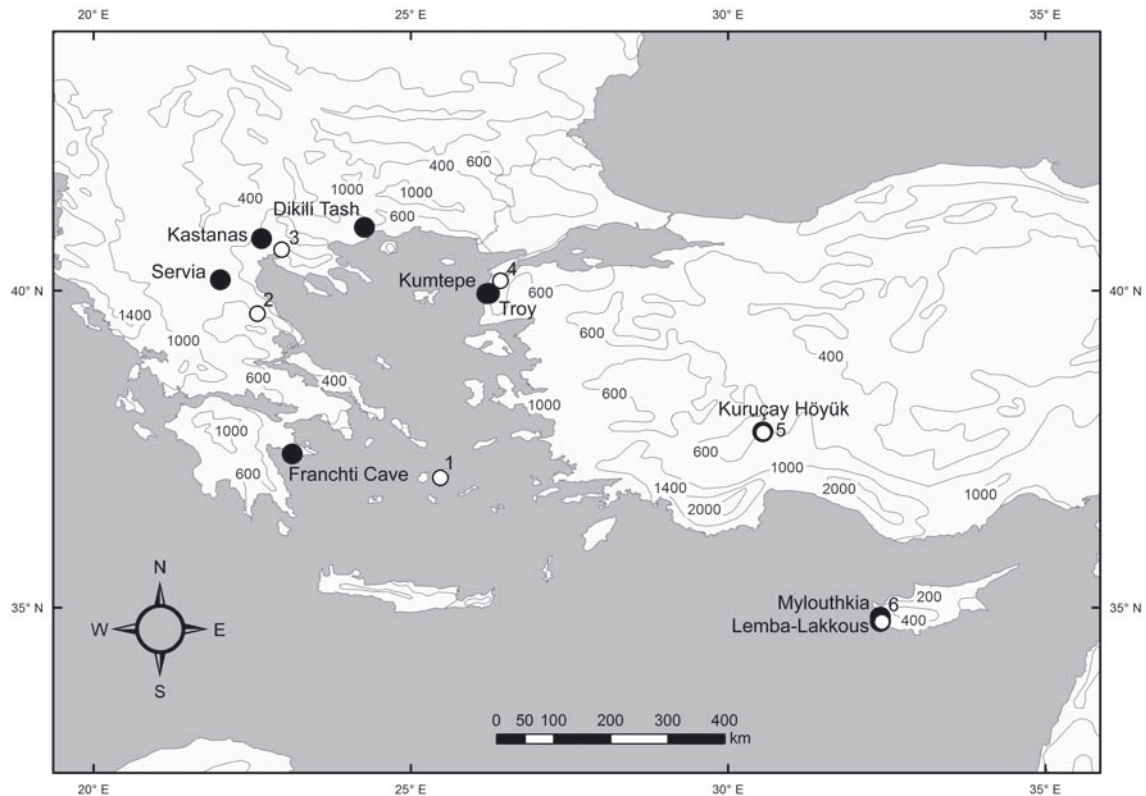 20° E 25° E 30° E 35° E
400 600
1000 1000
400
Dikili Tash 600
Kastanas 3
Servia
4
40° N Kumtepe 600 40° N
Troy
2
1400
1000 600 400
600 400
1000 600
Kuruçay Höyük
1000
5
600 600
Franchti Cave 1 1000
1400 2000 1000
2000
N
200
35° N Mylouthkia 6 35° N
W E Lemba-Lakkous 400
S
0 50 100 200 300 400
km
20° E 25° E 30° E 35° E